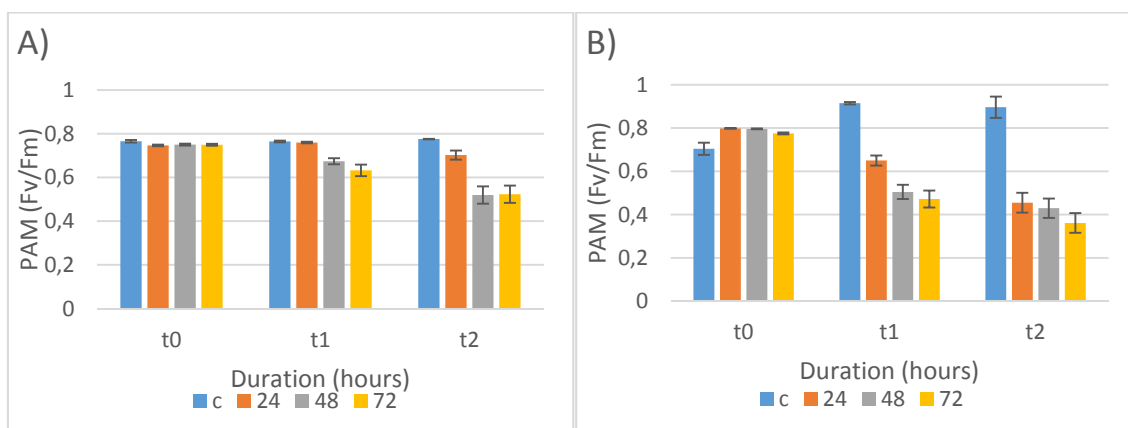 A)
PAM (Fv/Fm)
1
0,8
0,6
0,4
0,2
0
t0 t1 t2
Duration (hours)
c 24 48 72
B)
PAM (Fv/Fm)
1
0,8
0,6
0,4
0,2
0
t0 t1 t2
Duration (hours)
c 24 48 72